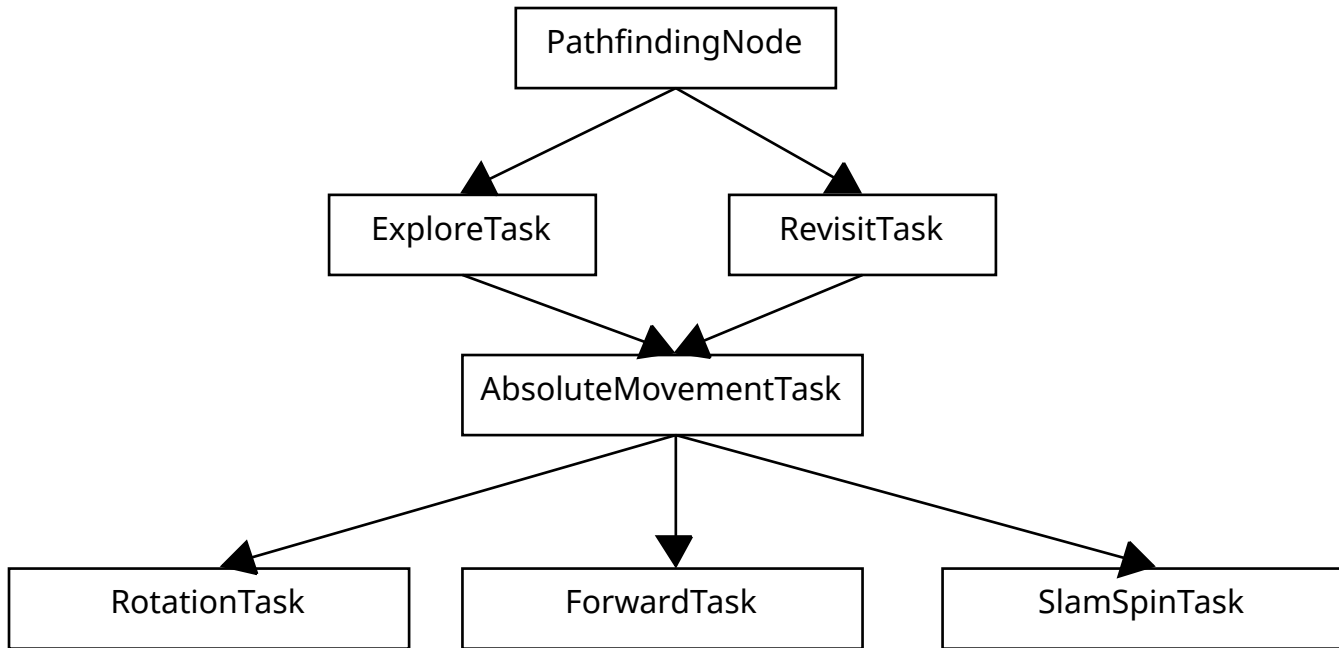 PathfindingNode
ExploreTask
RevisitTask
AbsoluteMovementTask
RotationTask
ForwardTask
SlamSpinTask